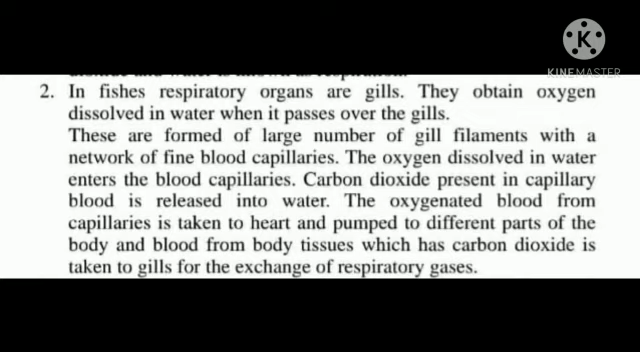 K
KINEMASTER
2. In fishes respiratory organs are gills. They obtain oxygen
dissolved in water when it passes over the gills.
These are formed of large number of gill filaments with a
network of fine blood capillaries. The oxygen dissolved in water
enters the blood capillaries. Carbon dioxide present in capillary
blood is released into water. The oxygenated blood from
capillaries is taken to heart and pumped to different parts of the
body and blood from body tissues which has carbon dioxide is
taken to gills for the exchange of respiratory gases.